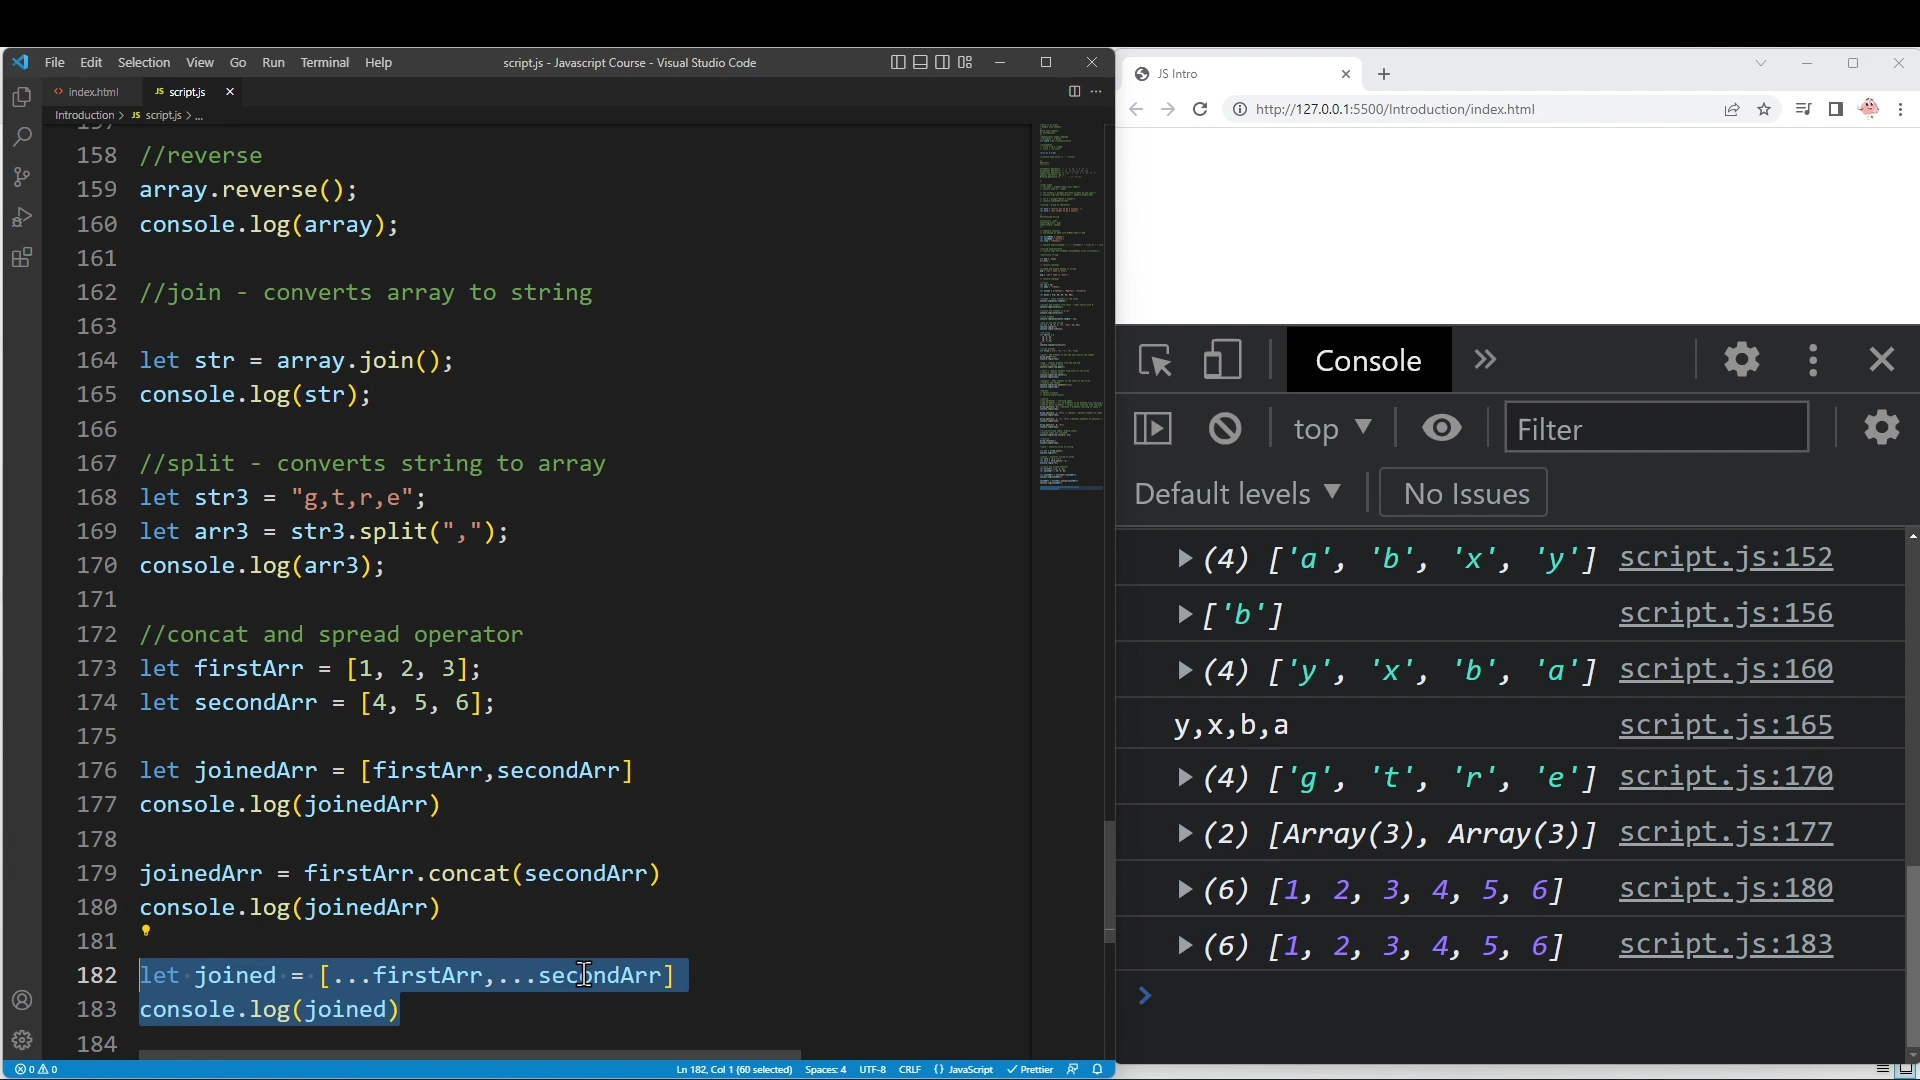 File Edit Selection View Go Run Terminal Help script.js - Javascript Course - Visual Studio Code
index.html JS script.js
Introduction > JS script.js > ...
158 //reverse
159 array.reverse();
160 console.log(array);
161
162 //join - converts array to string
163
164 let str = array.join();
165 console.log(str);
166
167 //split - converts string to array
168 let str3 = "g,t,r,e";
169 let arr3 = str3.split(",");
170 console.log(arr3);
171
172 //concat and spread operator
173 let firstArr = [1, 2, 3];
174 let secondArr = [4, 5, 6];
175
176 let joinedArr = [firstArr,secondArr]
177 console.log(joinedArr)
178
179 joinedArr = firstArr.concat(secondArr)
180 console.log(joinedArr)
181
182 let joined = [...firstArr,...secondArr]
183 console.log(joined)
184
0 0 Ln 182, Col 1 (60 selected) Spaces: 4 UTF-8 CRLF {} JavaScript Prettier
JS Intro
http://127.0.0.1:5500/Introduction/index.html
Console
top Filter
Default levels No Issues
(4) ['a', 'b', 'x', 'y'] script.js:152
['b'] script.js:156
(4) ['y', 'x', 'b', 'a'] script.js:160
y,x,b,a script.js:165
(4) ['g', 't', 'r', 'e'] script.js:170
(2) [Array(3), Array(3)] script.js:177
(6) [1, 2, 3, 4, 5, 6] script.js:180
(6) [1, 2, 3, 4, 5, 6] script.js:183